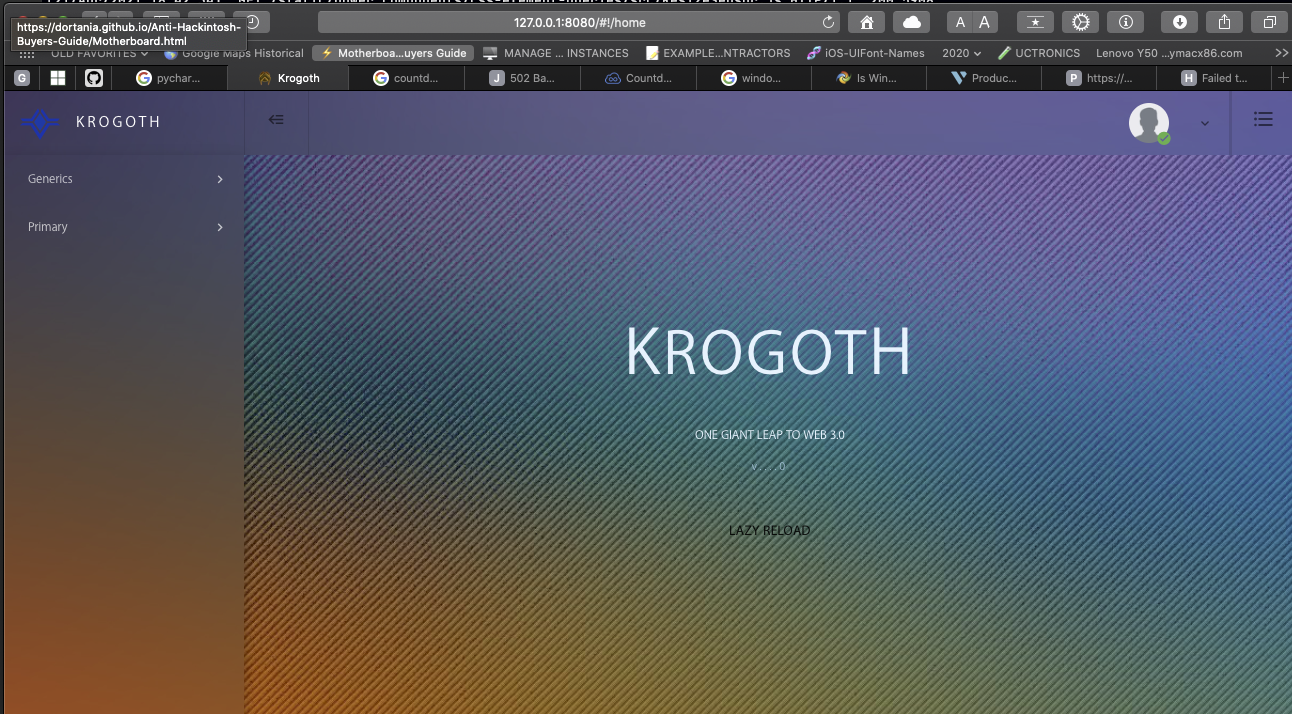 https://dortania.github.io/Anti-Hackintosh-
Buyers-Guide/Motherboard.html
127.0.0.1:8080/#!/home
A A
OLD FAVORITES
Google Maps Historical
Motherboa...uyers Guide
MANAGE ... INSTANCES
EXAMPLE...NTRACTORS
iOS-UIFont-Names
2020
UCTRONICS
Lenovo Y50 ...ymacx86.com
G
pychar...
Krogoth
countd...
J 502 Ba...
Countd...
windo...
Is Win...
Produc...
P https://...
H Failed t...
KROGOTH
Generics
Primary
KROGOTH
ONE GIANT LEAP TO WEB 3.0
v....0
LAZY RELOAD